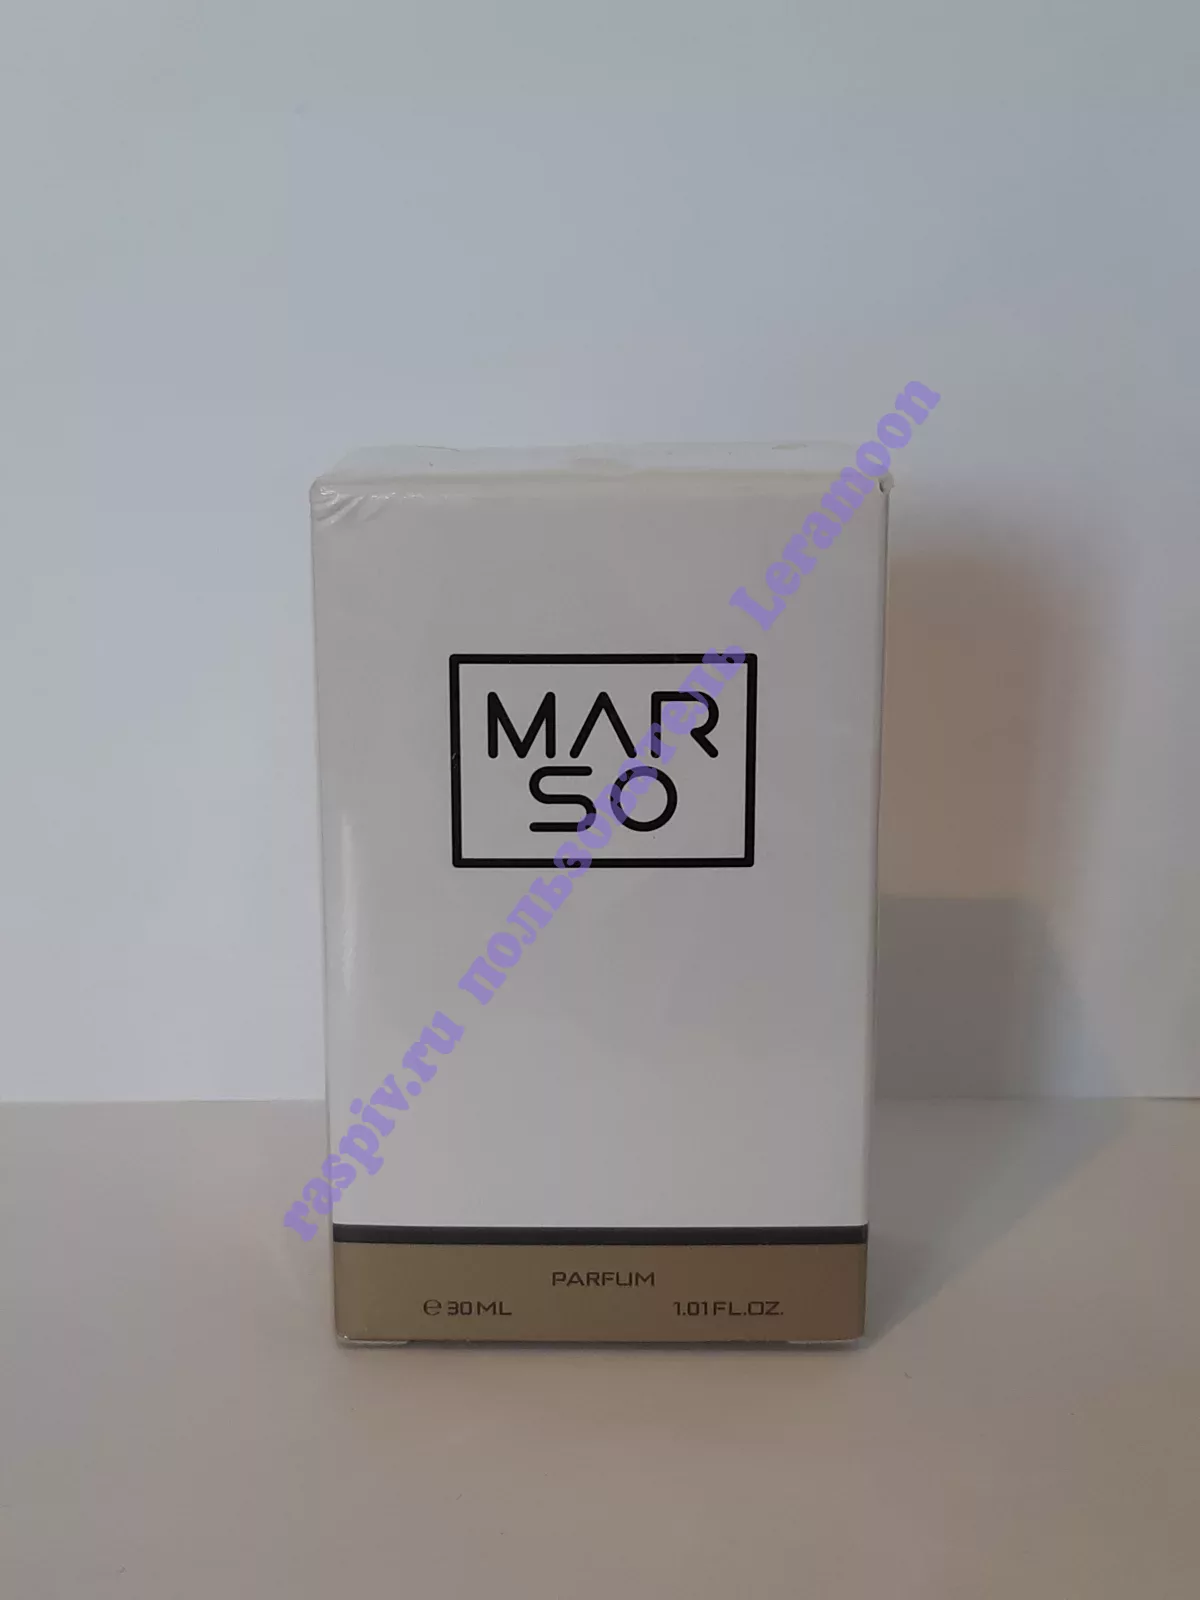 MAR
SO
raspiv.ru пользователь Leramoon
PARFUM
℮ 30 ML 1.01 FL.OZ.